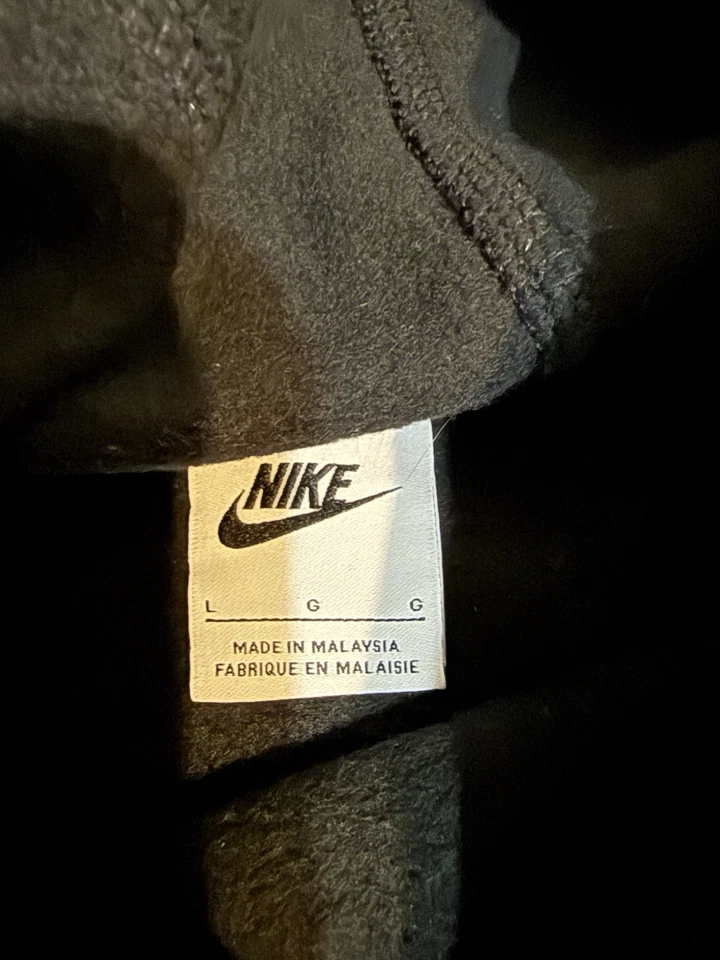 NIKE
L G G
MADE IN MALAYSIA
FABRIQUE EN MALAISIE